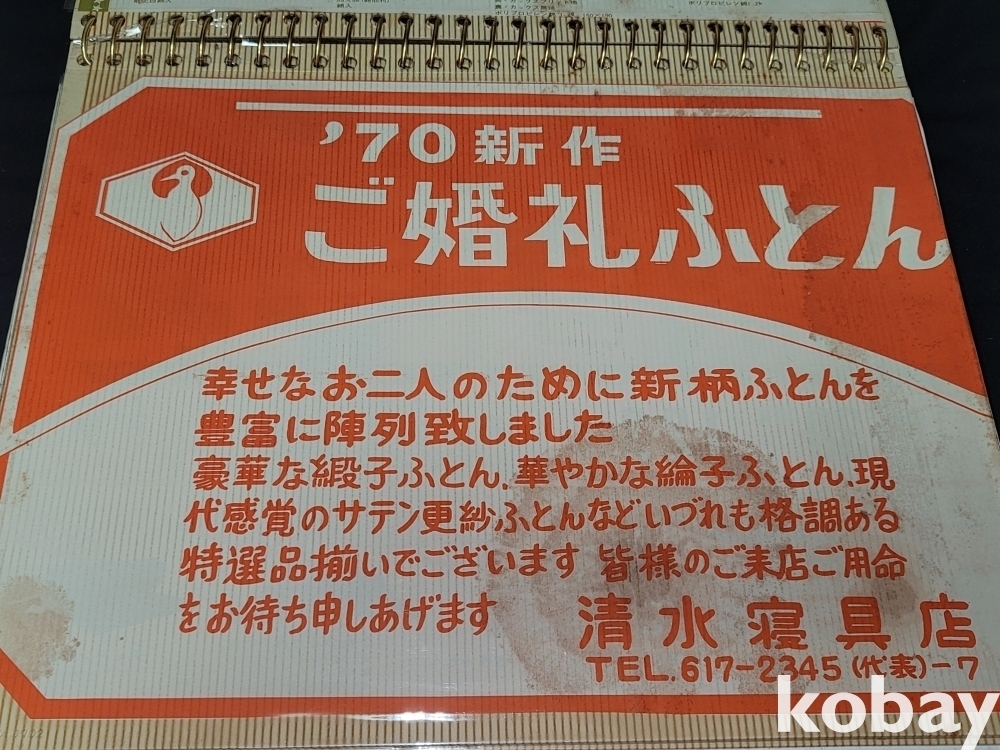 '70新作
ご婚礼ふとん
幸せなお二人のために新柄ふとんを
豊富に陣列致しました
豪華な緞子ふとん、華やかな綸子ふとん、現
代感覚のサテン更紗ふとんなどいづれも格調ある
特選品揃いでございます 皆様のご来店ご用命
をお待ち申しあげます
清水寝具店
TEL.617-2345(代表)-7
kobay